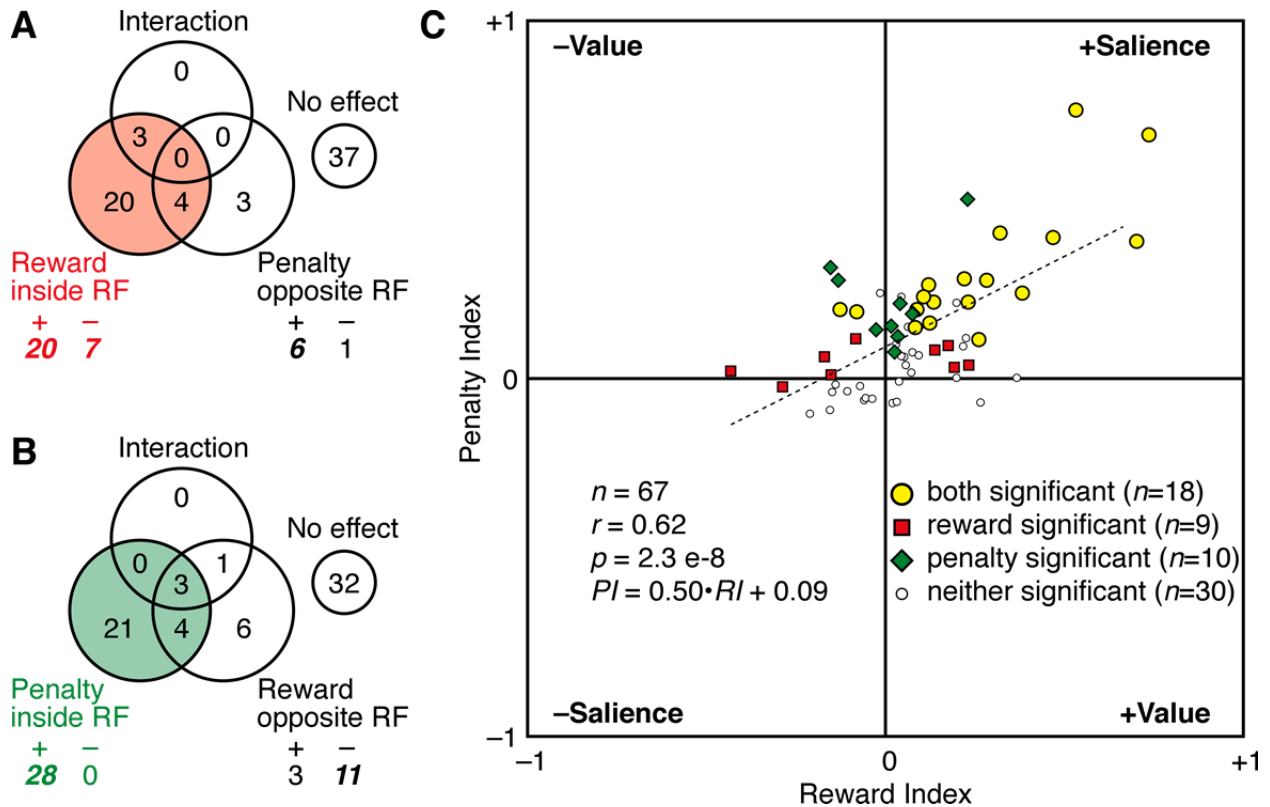 A
Interaction
0
No effect
3
0
0
37
20
4
3
Reward
inside RF
+ –
20 7
Penalty
opposite RF
+ –
6 1
B
Interaction
0
No effect
0
1
3
32
21
4
6
Penalty
inside RF
+ –
28 0
Reward
opposite RF
+ –
3 11
C
+1
–Value
+Salience
Penalty Index
0
n = 67
r = 0.62
p = 2.3 e-8
PI = 0.50•RI + 0.09
both significant (n=18)
reward significant (n=9)
penalty significant (n=10)
neither significant (n=30)
–Salience
+Value
–1
–1
0
+1
Reward Index